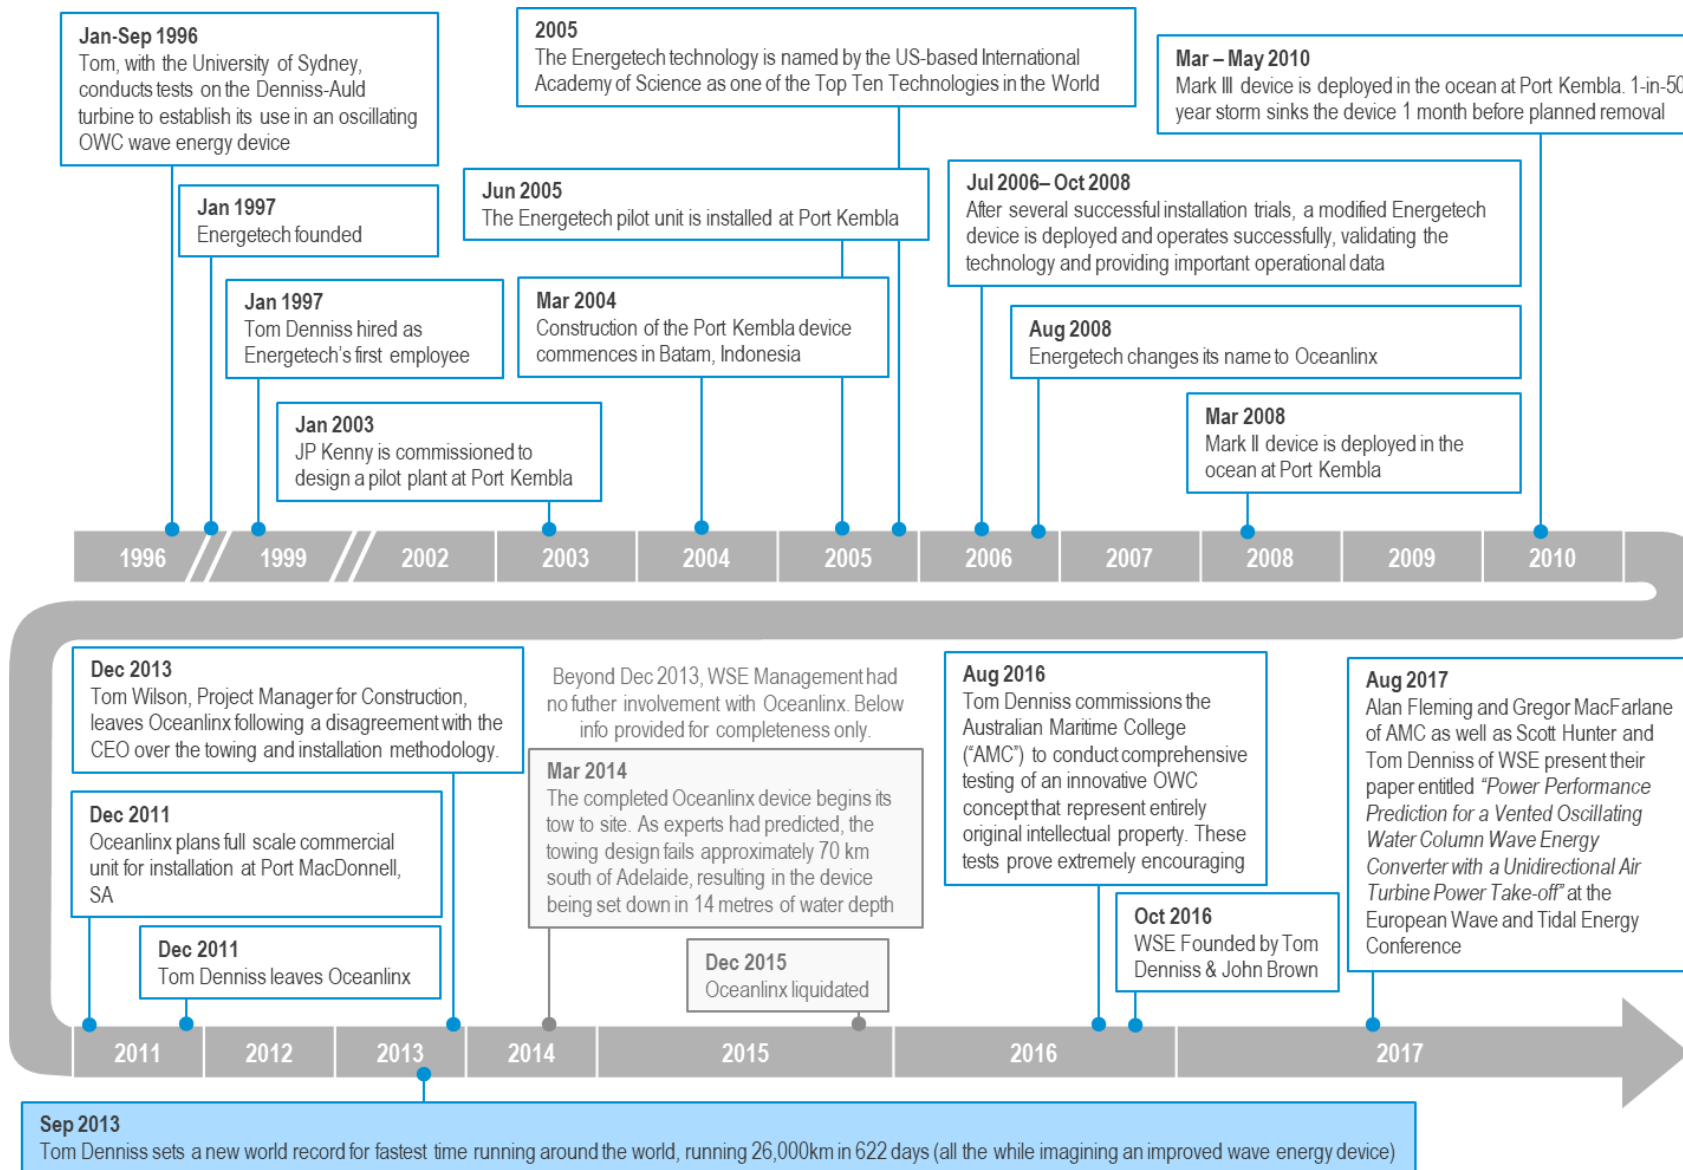 Jan-Sep 1996
Tom, with the University of Sydney,
conducts tests on the Denniss-Auld
turbine to establish its use in an oscillating
OWC wave energy device
2005
The Energetech technology is named by the US-based International
Academy of Science as one of the Top Ten Technologies in the World
Mar – May 2010
Mark III device is deployed in the ocean at Port Kembla. 1-in-50
year storm sinks the device 1 month before planned removal
Jan 1997
Energetech founded
Jun 2005
The Energetech pilot unit is installed at Port Kembla
Jul 2006– Oct 2008
After several successful installation trials, a modified Energetech
device is deployed and operates successfully, validating the
technology and providing important operational data
Jan 1997
Tom Denniss hired as
Energetech's first employee
Mar 2004
Construction of the Port Kembla device
commences in Batam, Indonesia
Aug 2008
Energetech changes its name to Oceanlinx
Jan 2003
JP Kenny is commissioned to
design a pilot plant at Port Kembla
Mar 2008
Mark II device is deployed in the
ocean at Port Kembla
1996 1999 2002 2003 2004 2005 2006 2007 2008 2009 2010
Dec 2013
Tom Wilson, Project Manager for Construction,
leaves Oceanlinx following a disagreement with the
CEO over the towing and installation methodology.
Beyond Dec 2013, WSE Management had
no futher involvement with Oceanlinx. Below
info provided for completeness only.
Aug 2016
Tom Denniss commissions the
Australian Maritime College
("AMC") to conduct comprehensive
testing of an innovative OWC
concept that represent entirely
original intellectual property. These
tests prove extremely encouraging
Aug 2017
Alan Fleming and Gregor MacFarlane
of AMC as well as Scott Hunter and
Tom Denniss of WSE present their
paper entitled "Power Performance
Prediction for a Vented Oscillating
Water Column Wave Energy
Converter with a Unidirectional Air
Turbine Power Take-off" at the
European Wave and Tidal Energy
Conference
Mar 2014
The completed Oceanlinx device begins its
tow to site. As experts had predicted, the
towing design fails approximately 70 km
south of Adelaide, resulting in the device
being set down in 14 metres of water depth
Dec 2011
Oceanlinx plans full scale commercial
unit for installation at Port MacDonnell,
SA
Dec 2011
Tom Denniss leaves Oceanlinx
Dec 2015
Oceanlinx liquidated
Oct 2016
WSE Founded by Tom
Denniss & John Brown
2011 2012 2013 2014 2015 2016 2017
Sep 2013
Tom Denniss sets a new world record for fastest time running around the world, running 26,000km in 622 days (all the while imagining an improved wave energy device)